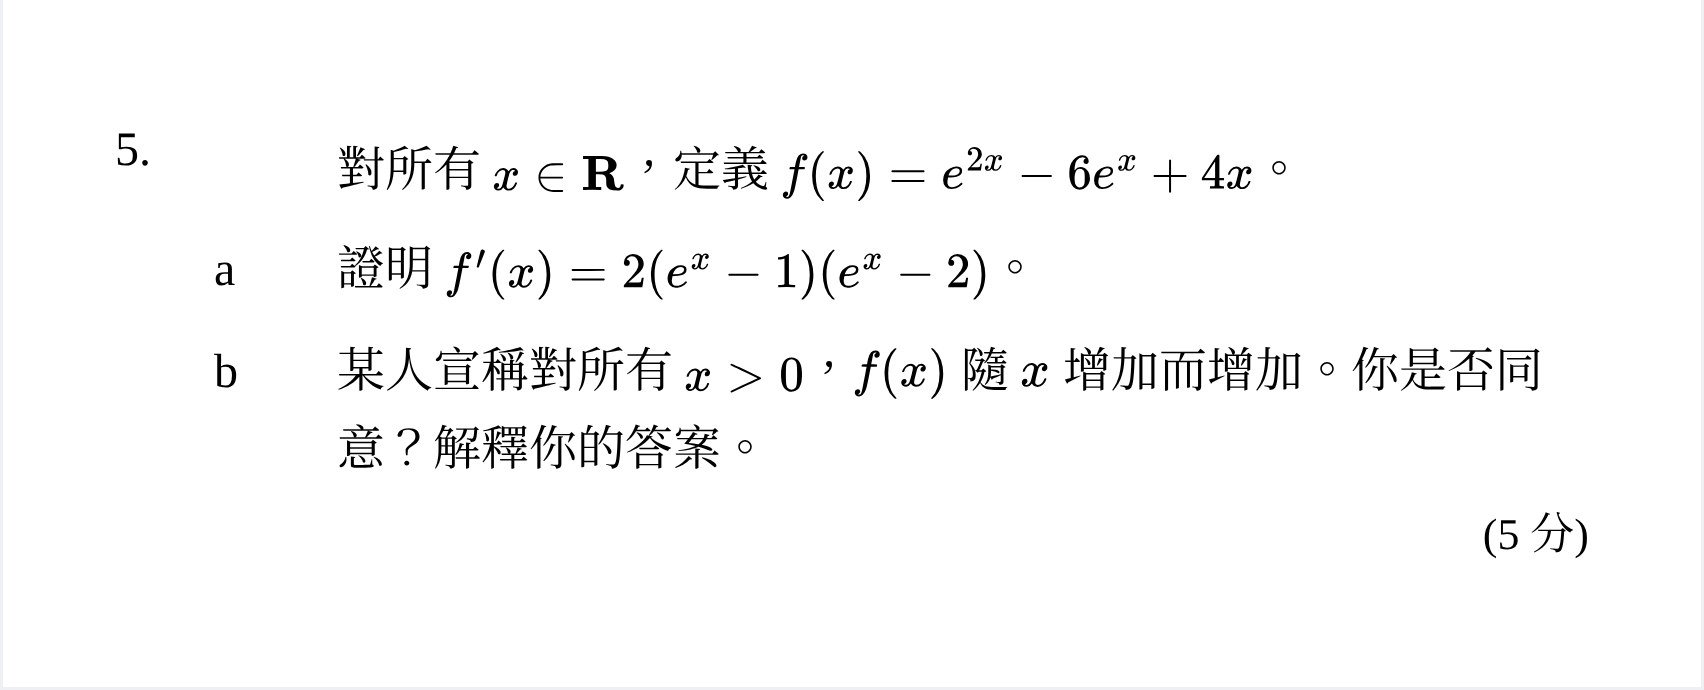 5. 對所有 x ∈ R，定義 f(x) = e^{2x} − 6e^x + 4x。
a 證明 f′(x) = 2(e^x − 1)(e^x − 2)。
b 某人宣稱對所有 x > 0，f(x) 隨 x 增加而增加。你是否同
意？解釋你的答案。
(5 分)